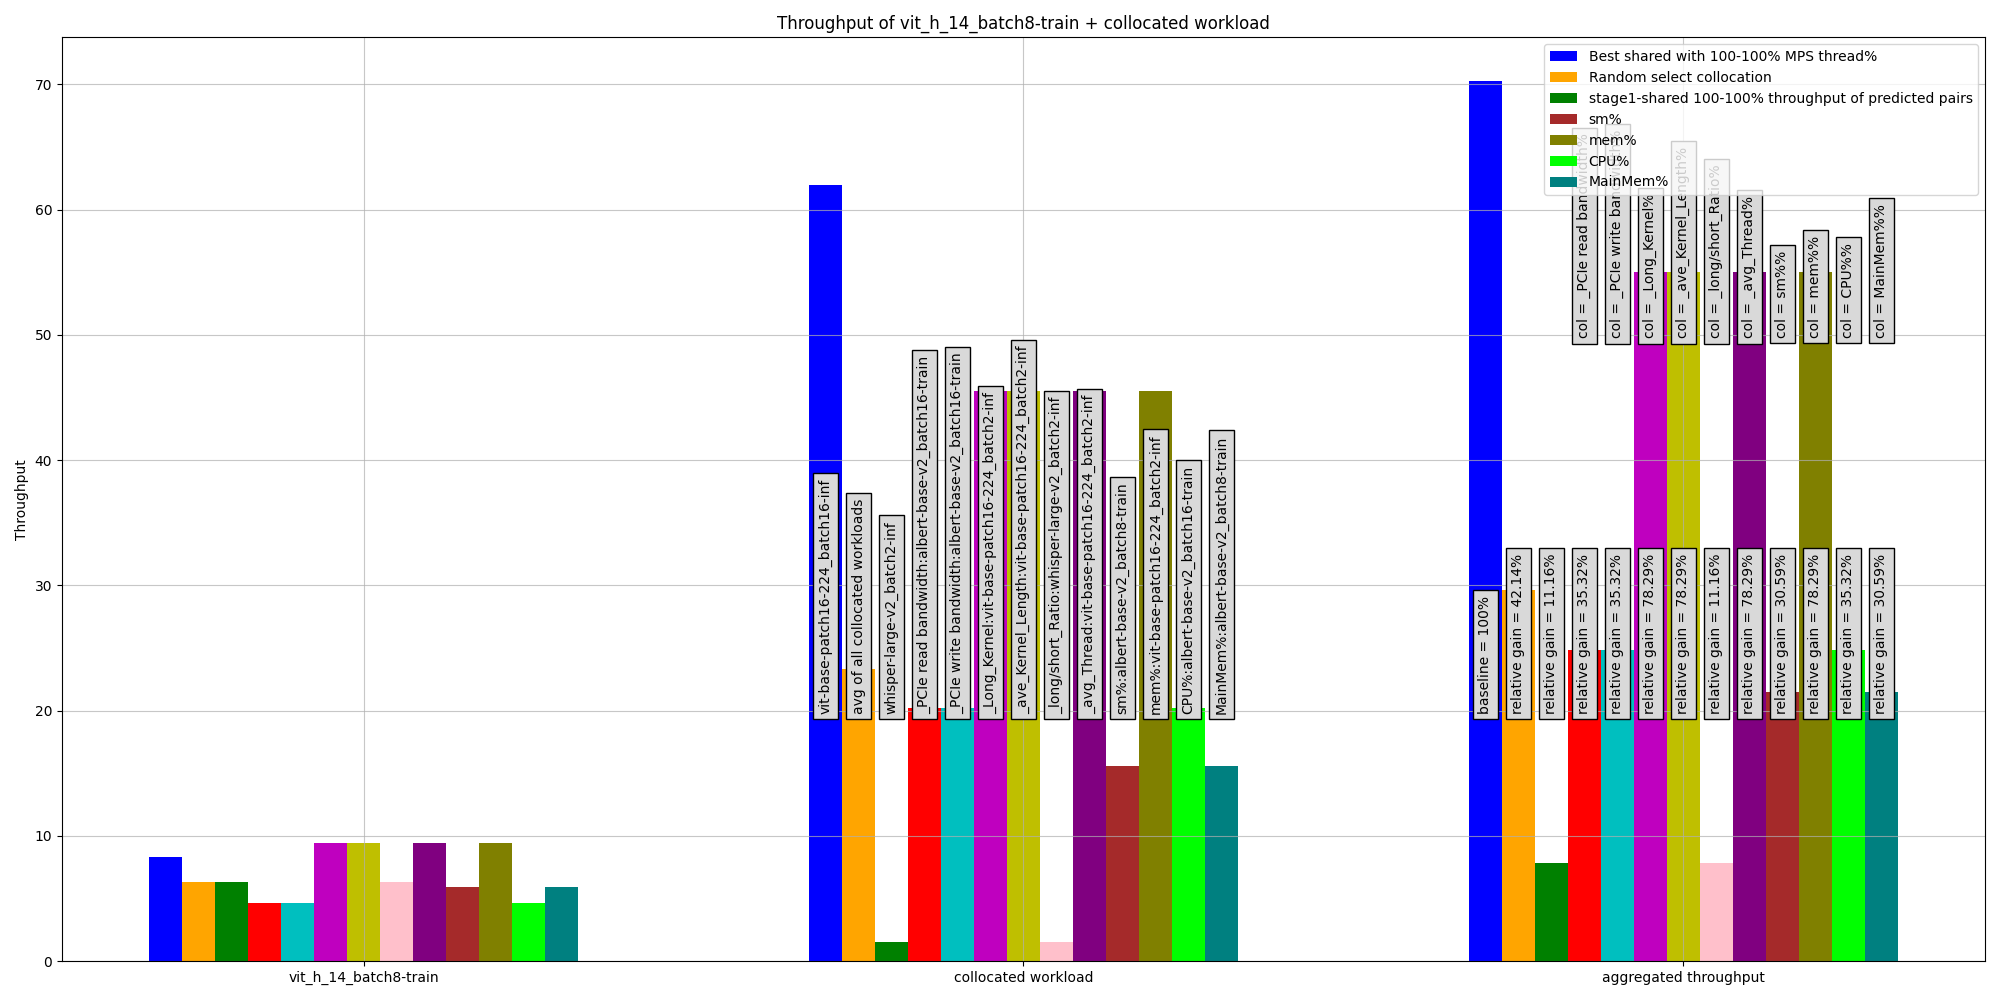 Throughput of vit_h_14_batch8-train + collocated workload
Best shared with 100-100% MPS thread%
Random select collocation
stage1-shared 100-100% throughput of predicted pairs
sm%
mem%
CPU%
MainMem%
Throughput
70
60
50
40
30
20
10
0
vit-base-patch16-224_batch16-inf
avg of all collocated workloads
whisper-large-v2_batch2-inf
_PCIe read bandwidth:albert-base-v2_batch16-train
_PCIe write bandwidth:albert-base-v2_batch16-train
_Long_Kernel:vit-base-patch16-224_batch2-inf
_ave_Kernel_Length:vit-base-patch16-224_batch2-inf
_long/short_Ratio:whisper-large-v2_batch2-inf
_avg_Thread:vit-base-patch16-224_batch2-inf
sm%:albert-base-v2_batch8-train
mem%:vit-base-patch16-224_batch2-inf
CPU%:albert-base-v2_batch16-train
MainMem%:albert-base-v2_batch8-train
col = _PCIe read bandwidth%
col = _PCIe write bandwidth%
col = _Long_Kernel%
col = _ave_Kernel_Length%
col = _long/short_Ratio%
col = _avg_Thread%
col = sm%%
col = mem%%
col = CPU%%
col = MainMem%%
baseline = 100%
relative gain = 42.14%
relative gain = 11.16%
relative gain = 35.32%
relative gain = 35.32%
relative gain = 78.29%
relative gain = 78.29%
relative gain = 11.16%
relative gain = 78.29%
relative gain = 30.59%
relative gain = 78.29%
relative gain = 35.32%
relative gain = 30.59%
vit_h_14_batch8-train
collocated workload
aggregated throughput